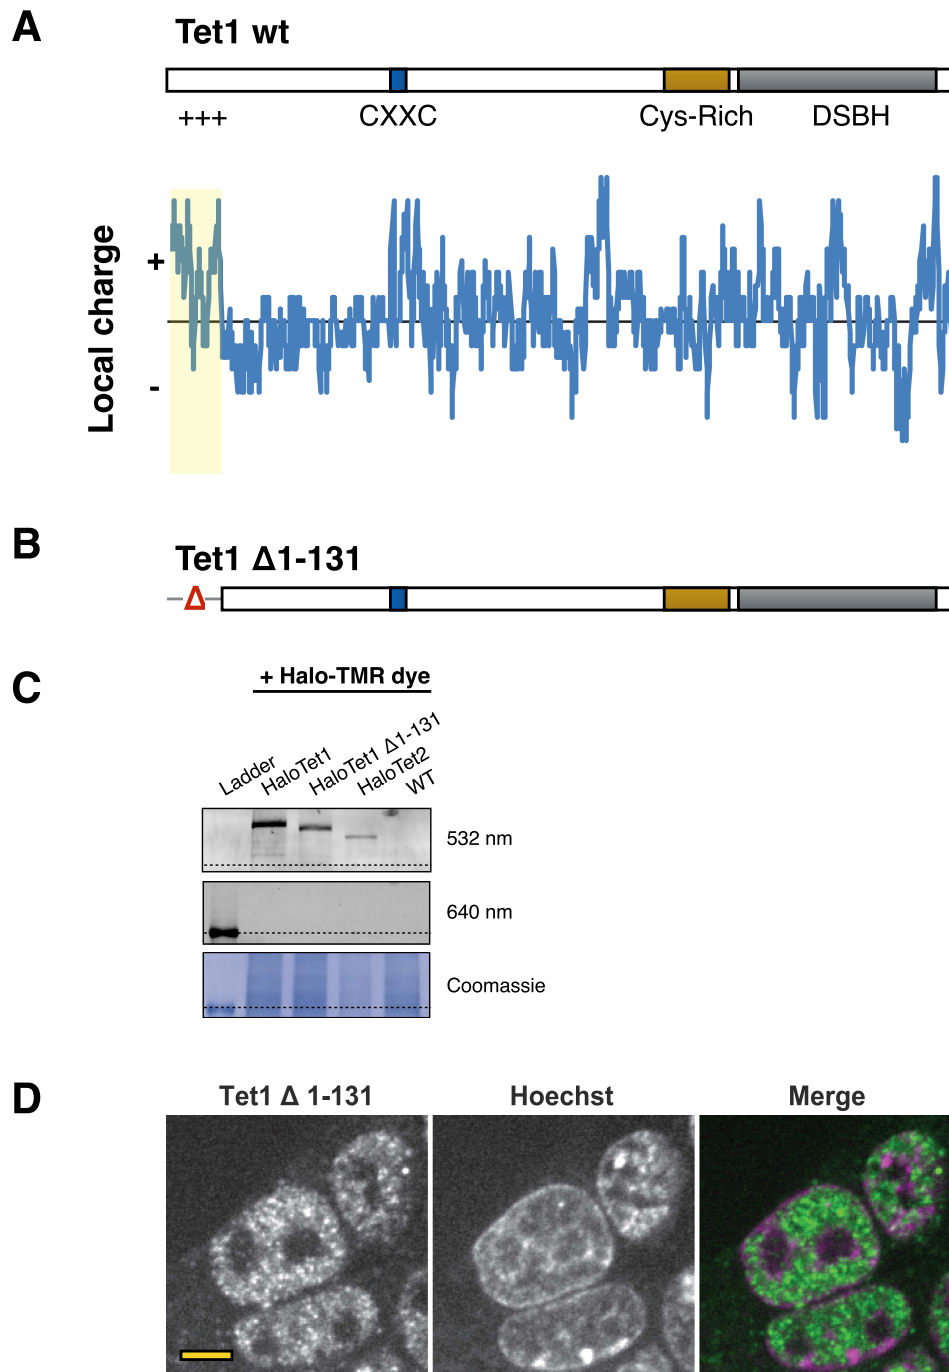 A
Tet1 wt
+++ CXXC Cys-Rich DSBH
Local charge
+
-
B
Tet1 Δ1-131
Δ
C
+ Halo-TMR dye
Ladder
HaloTet1
HaloTet1 Δ1-131
HaloTet2
WT
532 nm
640 nm
Coomassie
D
Tet1 Δ 1-131 Hoechst Merge